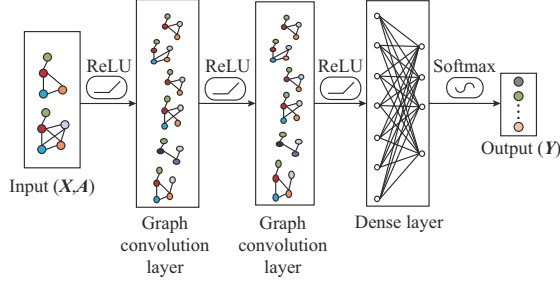 ReLU
ReLU
ReLU
Softmax
Input (X,A)
Graph
convolution
layer
Graph
convolution
layer
Dense layer
Output (Y)